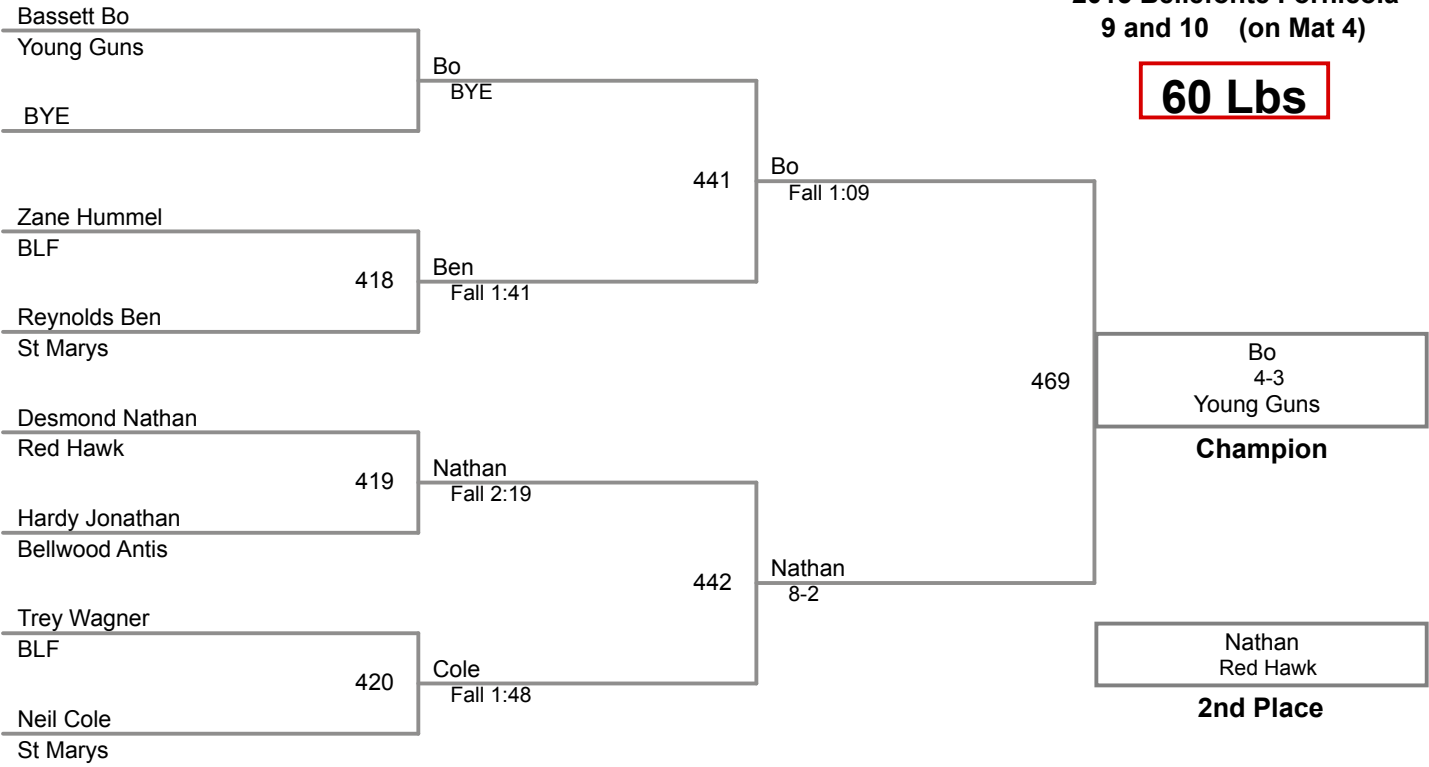 9 and 10 (on Mat 4)
60 Lbs
Bassett Bo
Young Guns
BYE
Bo
BYE
Zane Hummel
BLF
418
Reynolds Ben
St Marys
Ben
Fall 1:41
441
Bo
Fall 1:09
Desmond Nathan
Red Hawk
419
Hardy Jonathan
Bellwood Antis
Nathan
Fall 2:19
Trey Wagner
BLF
420
Neil Cole
St Marys
Cole
Fall 1:48
442
Nathan
8-2
469
Bo
4-3
Young Guns
Champion
Nathan
Red Hawk
2nd Place